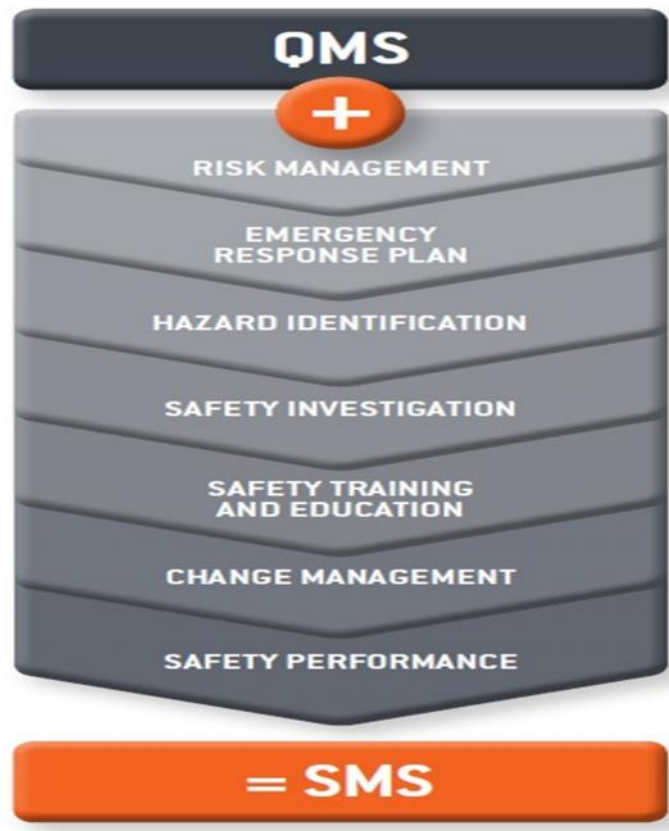 QMS
+
RISK MANAGEMENT
EMERGENCY
RESPONSE PLAN
HAZARD IDENTIFICATION
SAFETY INVESTIGATION
SAFETY TRAINING
AND EDUCATION
CHANGE MANAGEMENT
SAFETY PERFORMANCE
= SMS